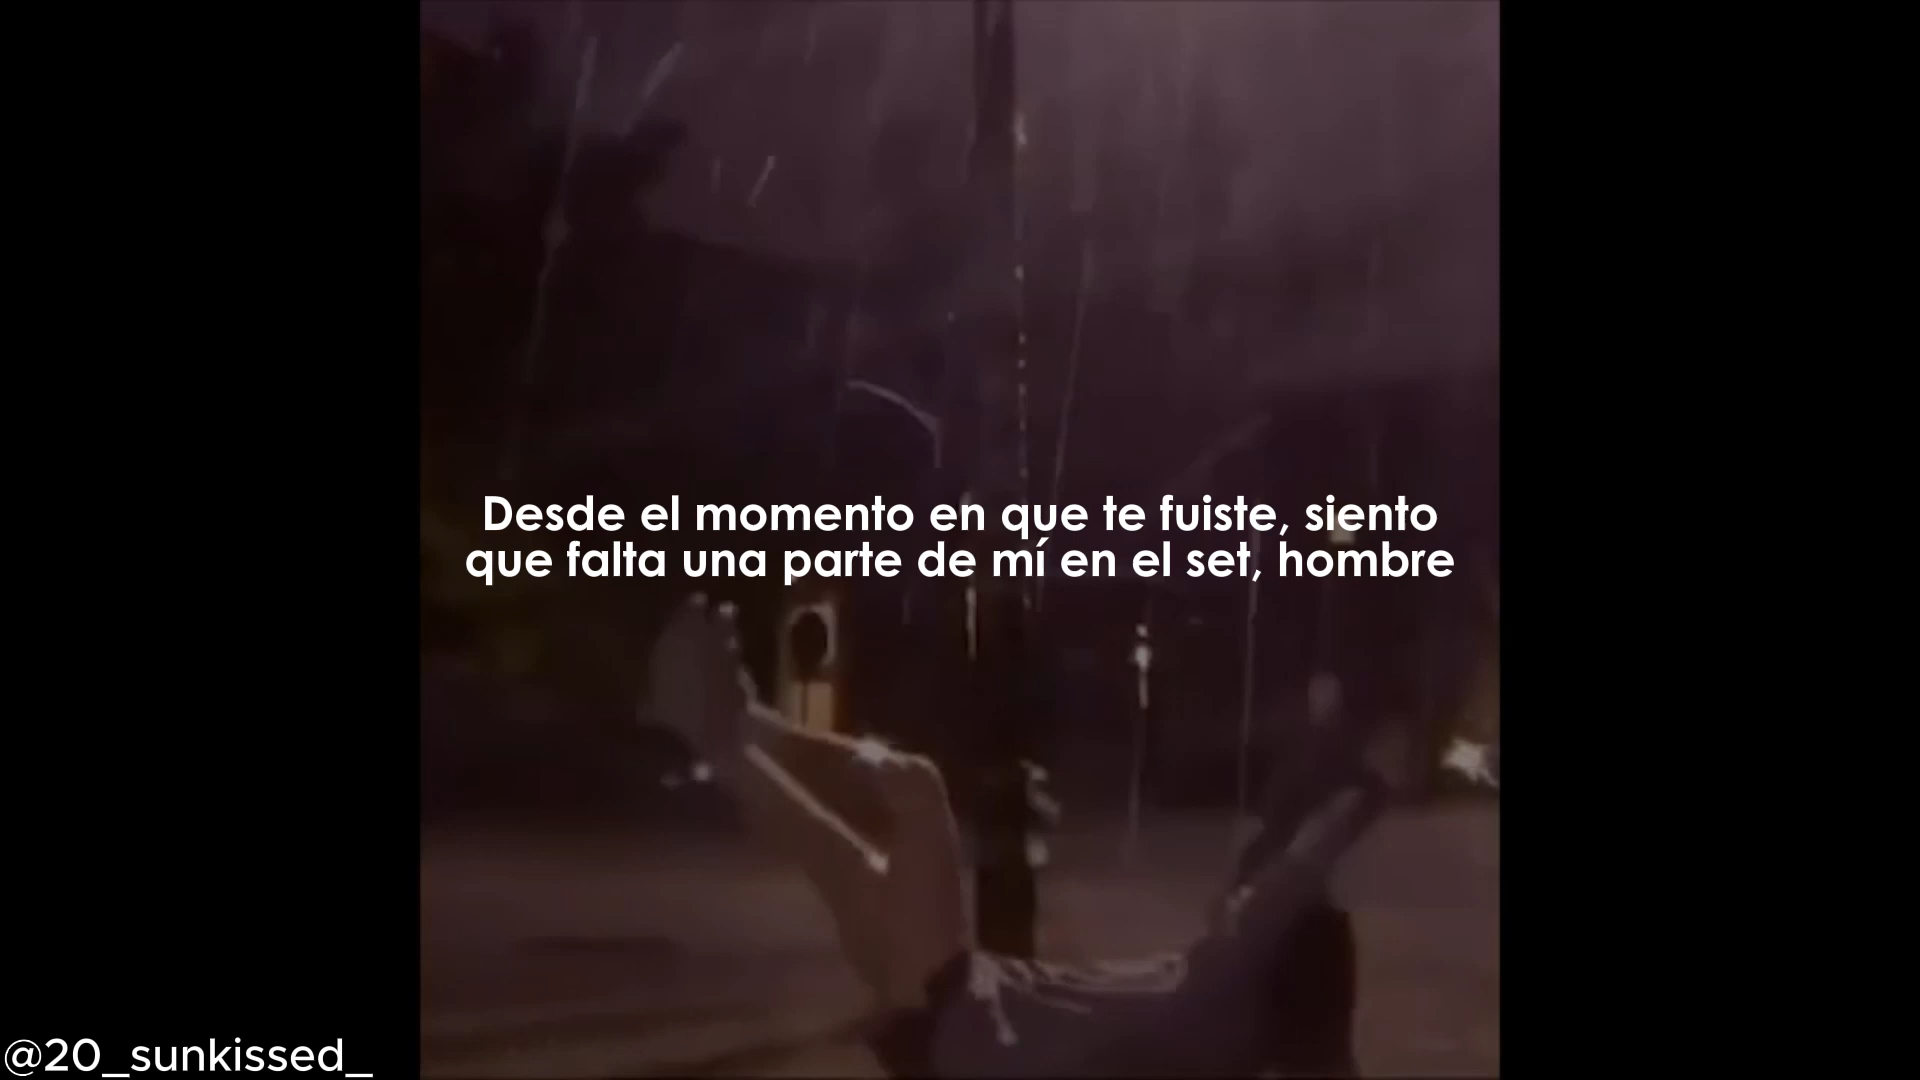 Desde el momento en que te fuiste, siento
que falta una parte de mí en el set, hombre
@20_sunkissed_